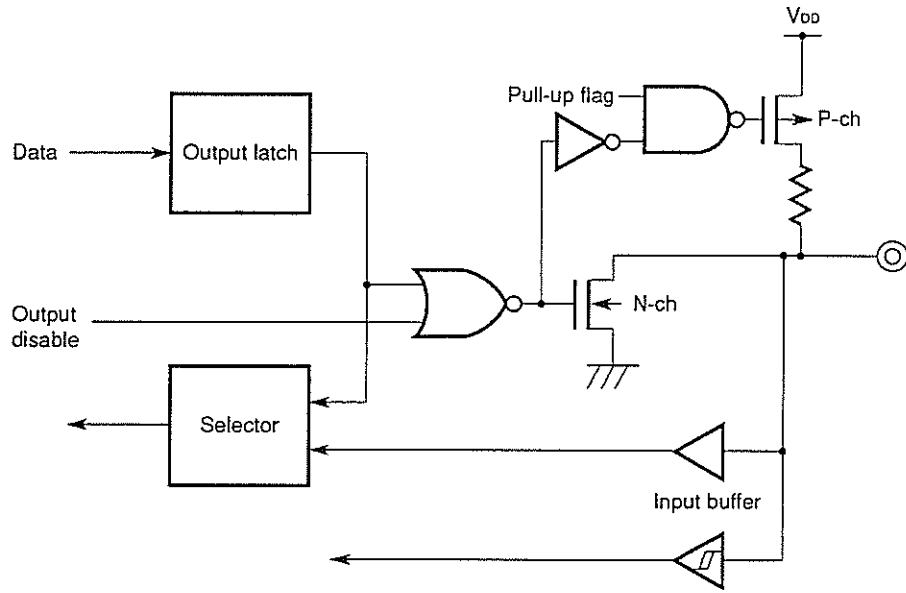 VDD
Pull-up flag
P-ch
Data
Output latch
N-ch
Output
disable
Selector
Input buffer